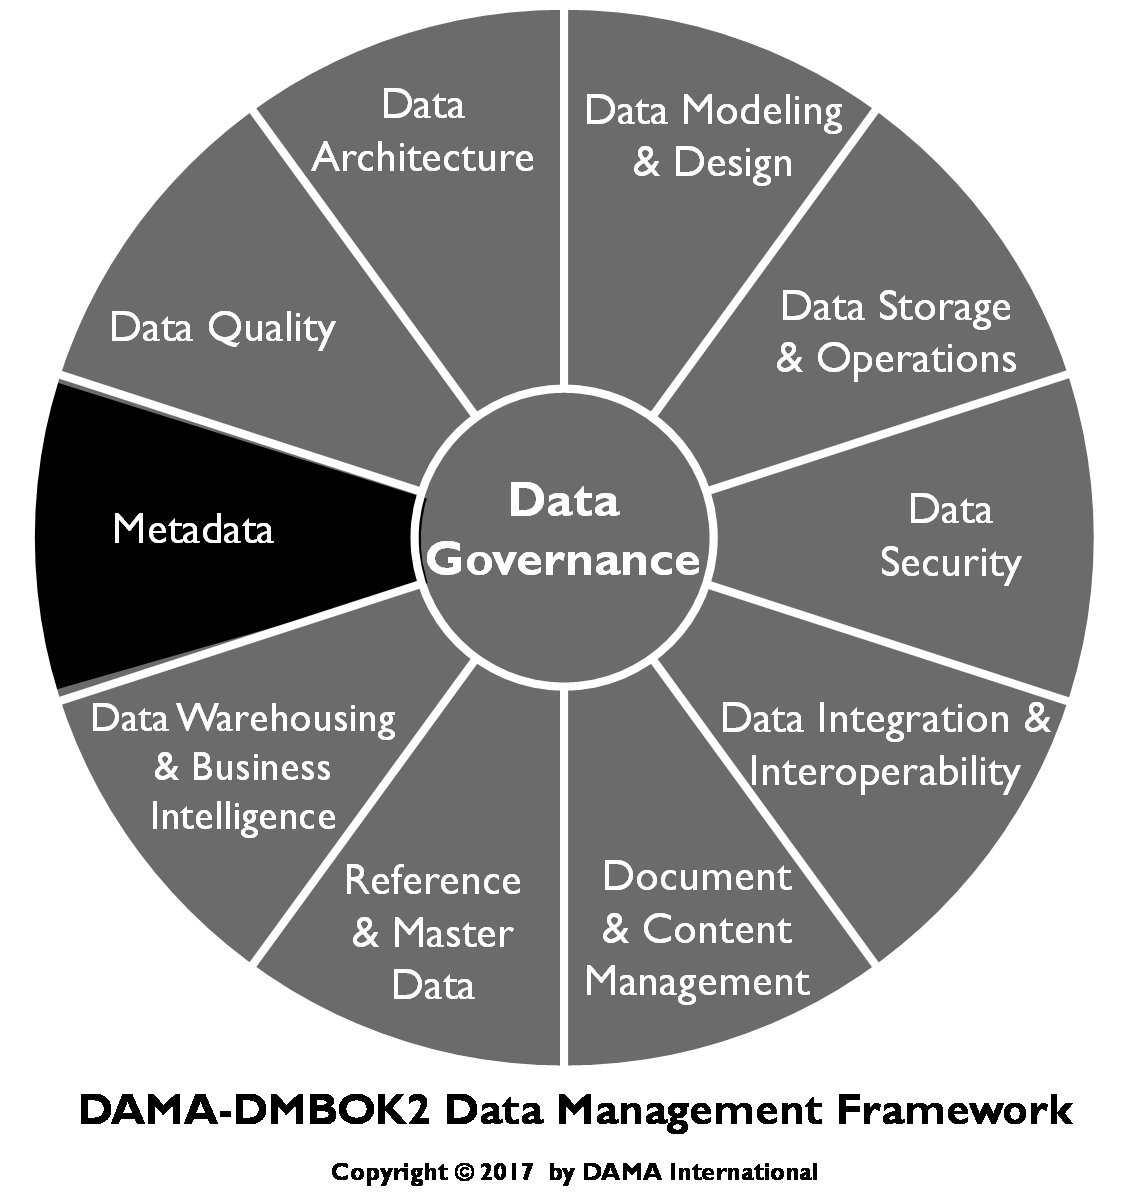 Data
Architecture
Data Modeling
& Design
Data Storage
& Operations
Data
Security
Data Integration &
Interoperability
Document
& Content
Management
Reference
& Master
Data
Data Warehousing
& Business
Intelligence
Metadata
Data Quality
Data
Governance
DAMA-DMBOK2 Data Management Framework
Copyright © 2017 by DAMA International